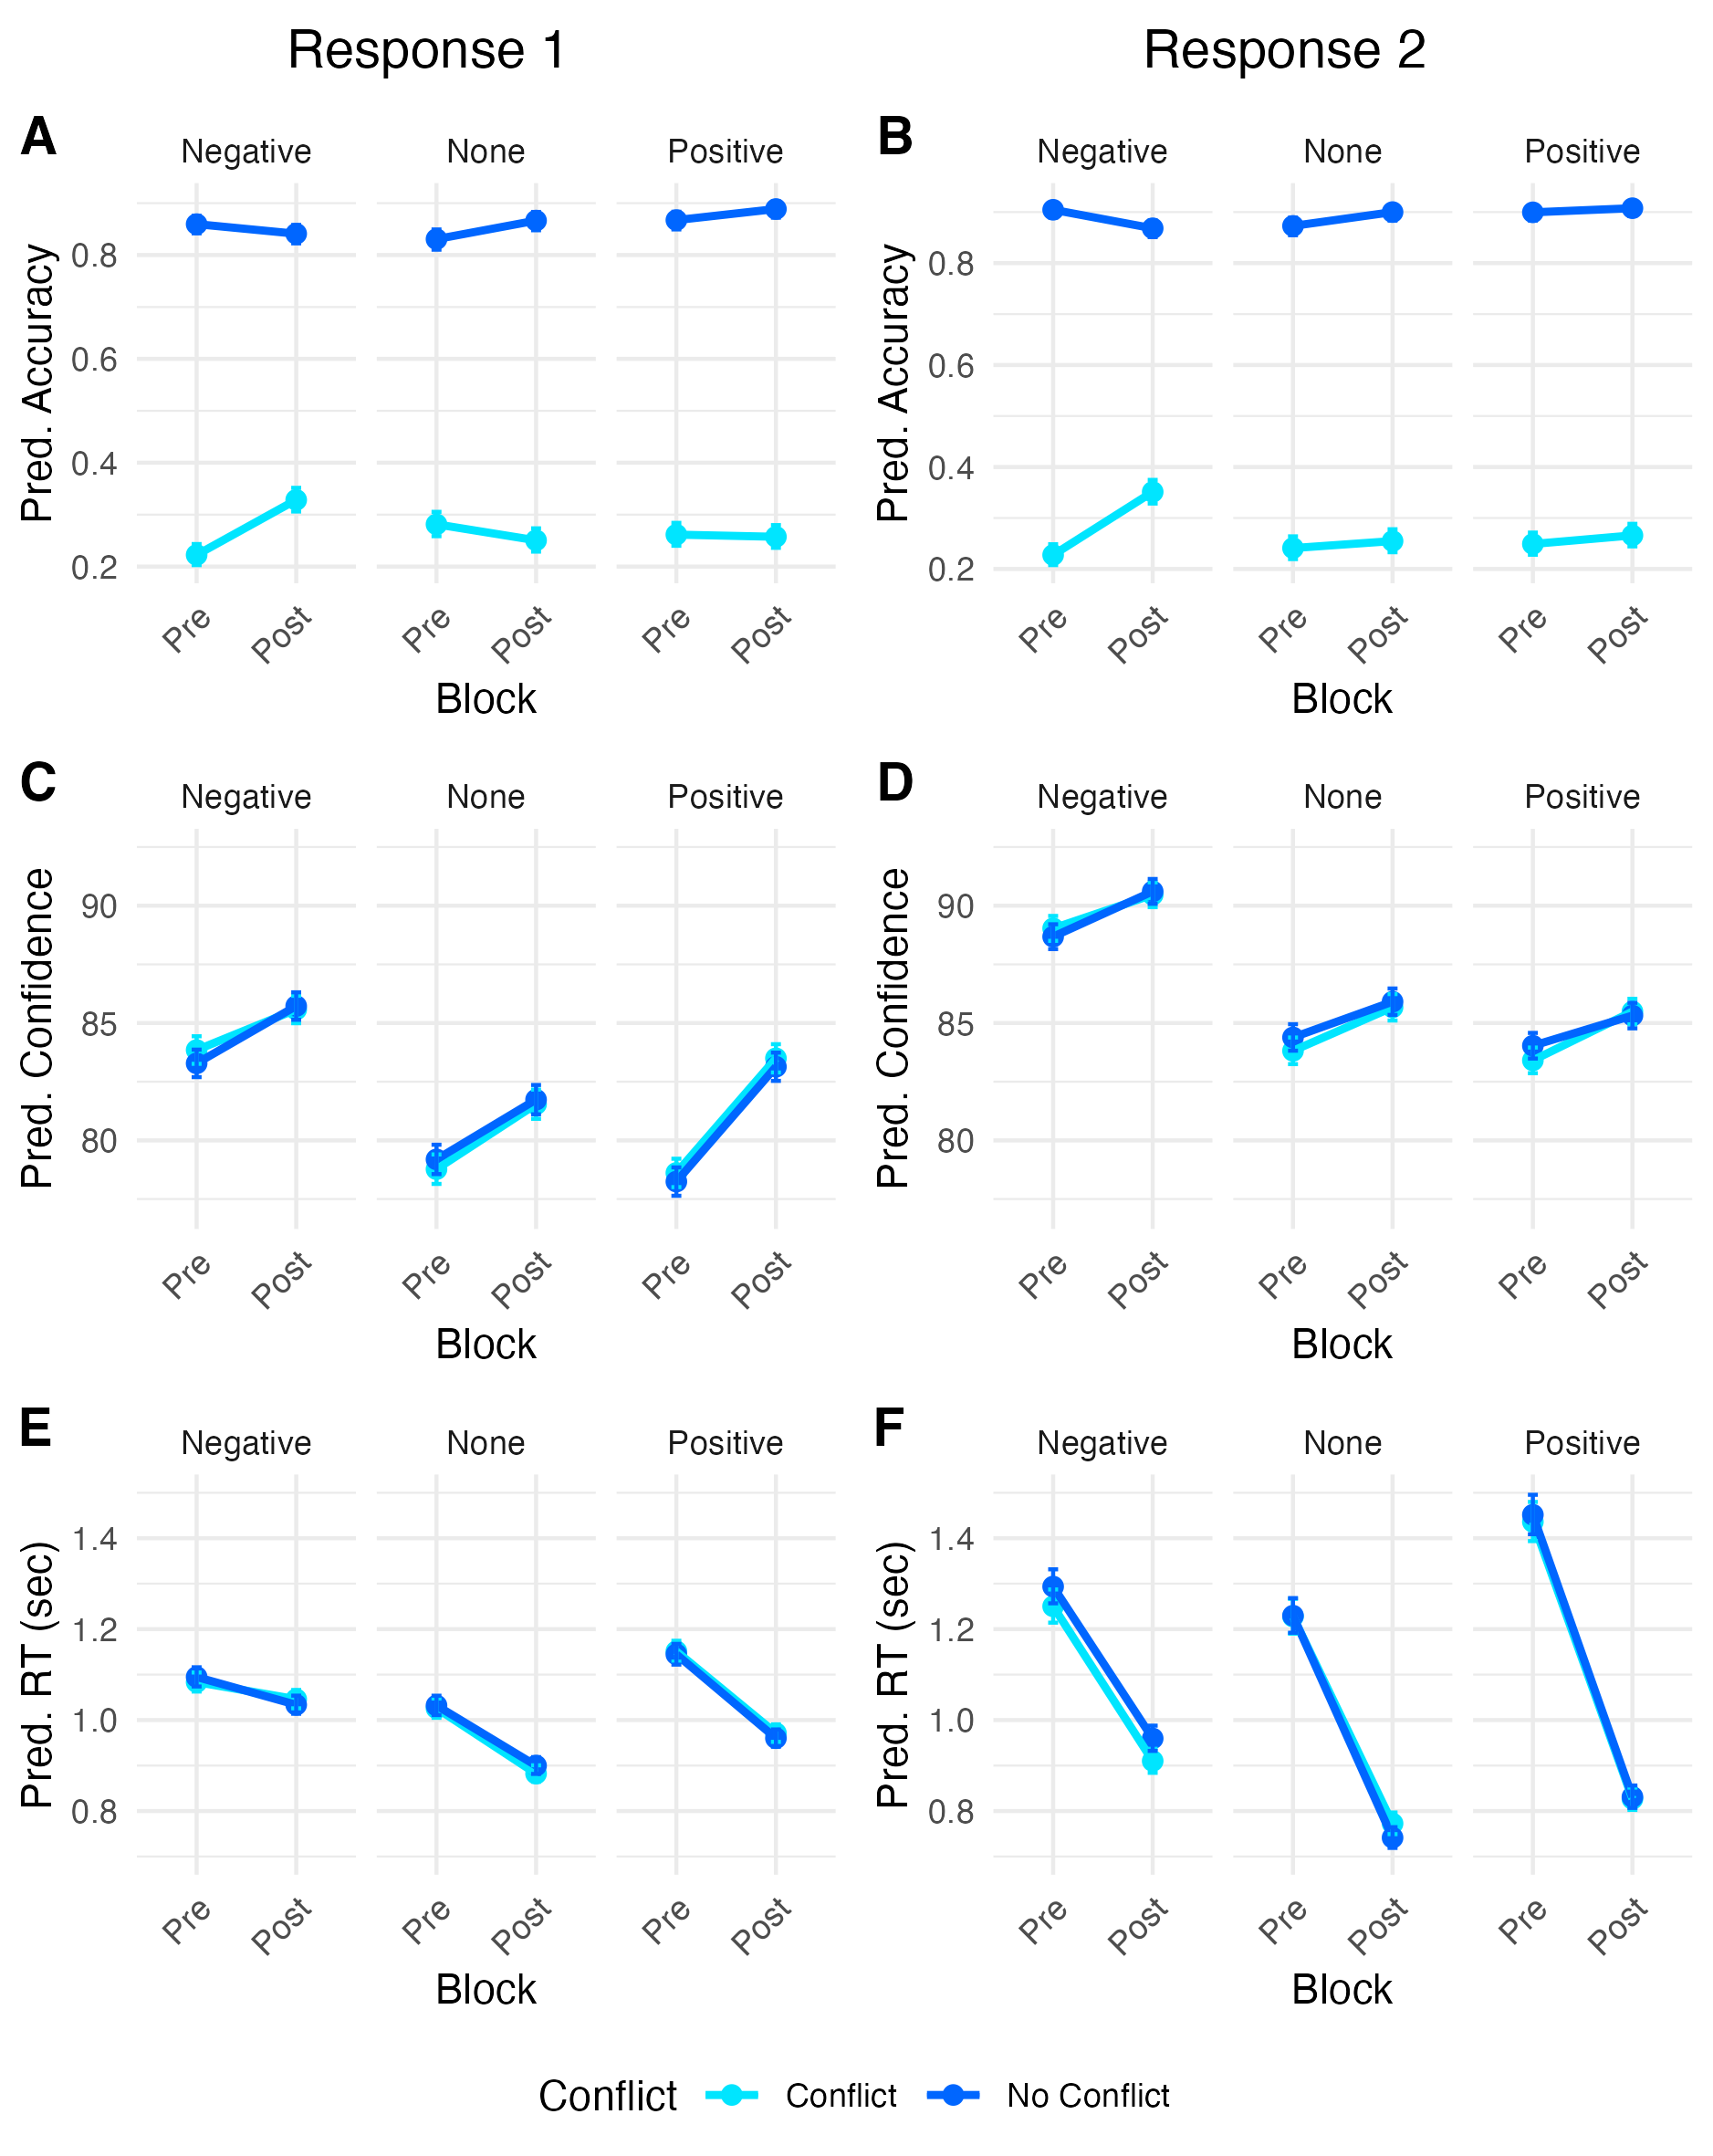 Response 1
Response 2
A
B
Negative None Positive
Negative None Positive
Pred. Accuracy
0.8
0.6
0.4
0.2
Pred. Accuracy
0.8
0.6
0.4
0.2
Pre Post Pre Post Pre Post
Pre Post Pre Post Pre Post
Block
Block
C
D
Negative None Positive
Negative None Positive
Pred. Confidence
90
85
80
Pred. Confidence
90
85
80
Pre Post Pre Post Pre Post
Pre Post Pre Post Pre Post
Block
Block
E
F
Negative None Positive
Negative None Positive
Pred. RT (sec)
1.4
1.2
1.0
0.8
Pred. RT (sec)
1.4
1.2
1.0
0.8
Pre Post Pre Post Pre Post
Pre Post Pre Post Pre Post
Block
Block
Conflict Conflict No Conflict